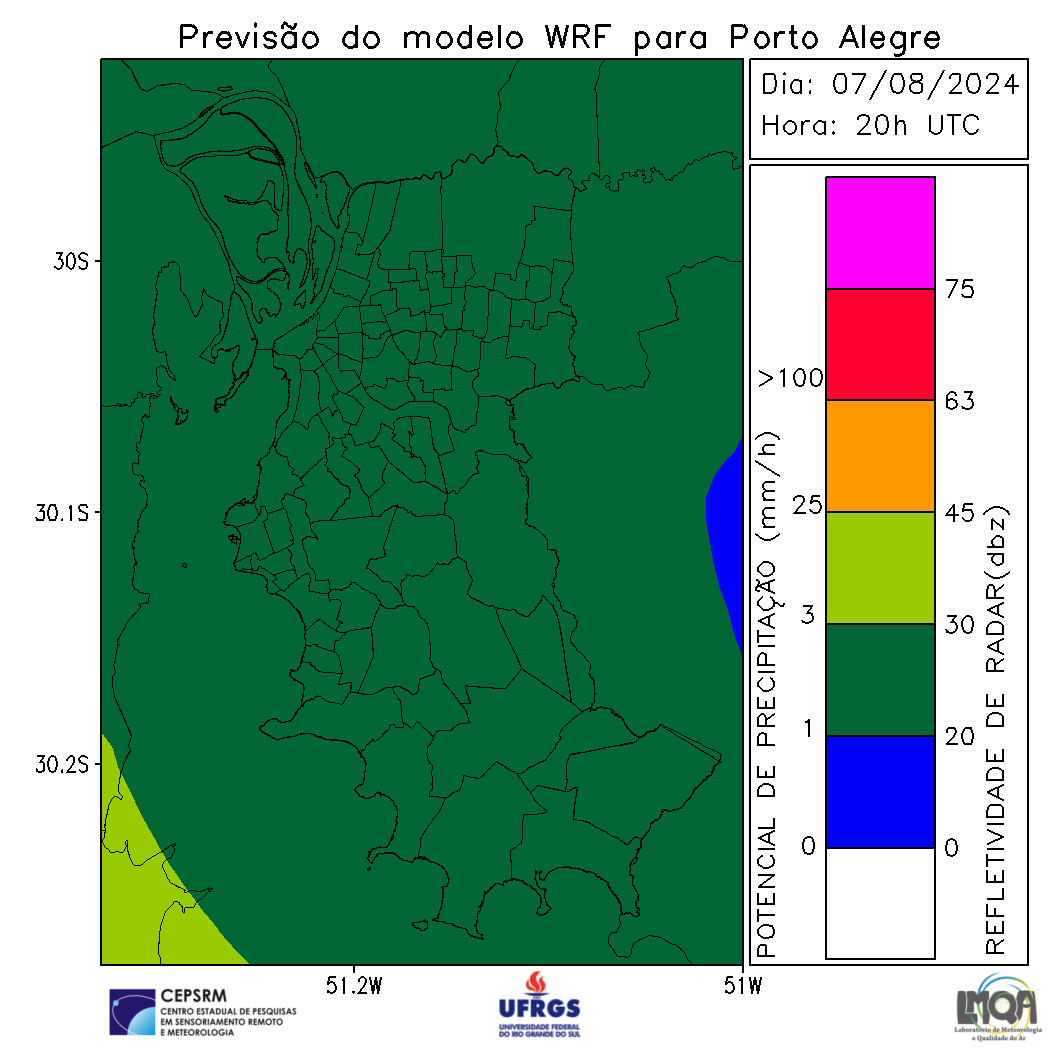 Previsão do modelo WRF para Porto Alegre
Dia: 07/08/2024
Hora: 20h UTC
30S
30.1S
30.2S
51.2W
51W
POTENCIAL DE PRECIPITAÇÃO (mm/h)
>100
25
3
1
0
75
63
45
30
20
0
REFLETIVIDADE DE RADAR(dbz)
CEPSRM
CENTRO ESTADUAL DE PESQUISAS
EM SENSORIAMENTO REMOTO
E METEOROLOGIA
UFRGS
UNIVERSIDADE FEDERAL
DO RIO GRANDE DO SUL
LMQA
Laboratório de Meteorologia
e Qualidade do Ar